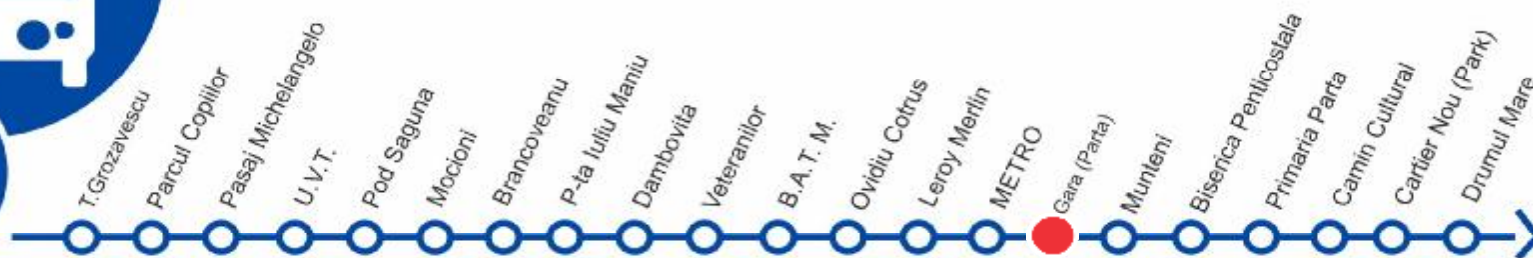 T.Grozavescu
Parcul Copiilor
Pasaj Michelangelo
U.V.T.
Pod Saguna
Mocioni
Brancoveanu
P-ta Iuliu Maniu
Dambovita
Veteranilor
B.A.T.M.
Ovidiu Cotrus
Leroy Merlin
METRO
Gara (Parta)
Munteni
Biserica Penticostala
Primaria Parta
Camin Cultural
Cartier Nou (Park)
Drumul Mare